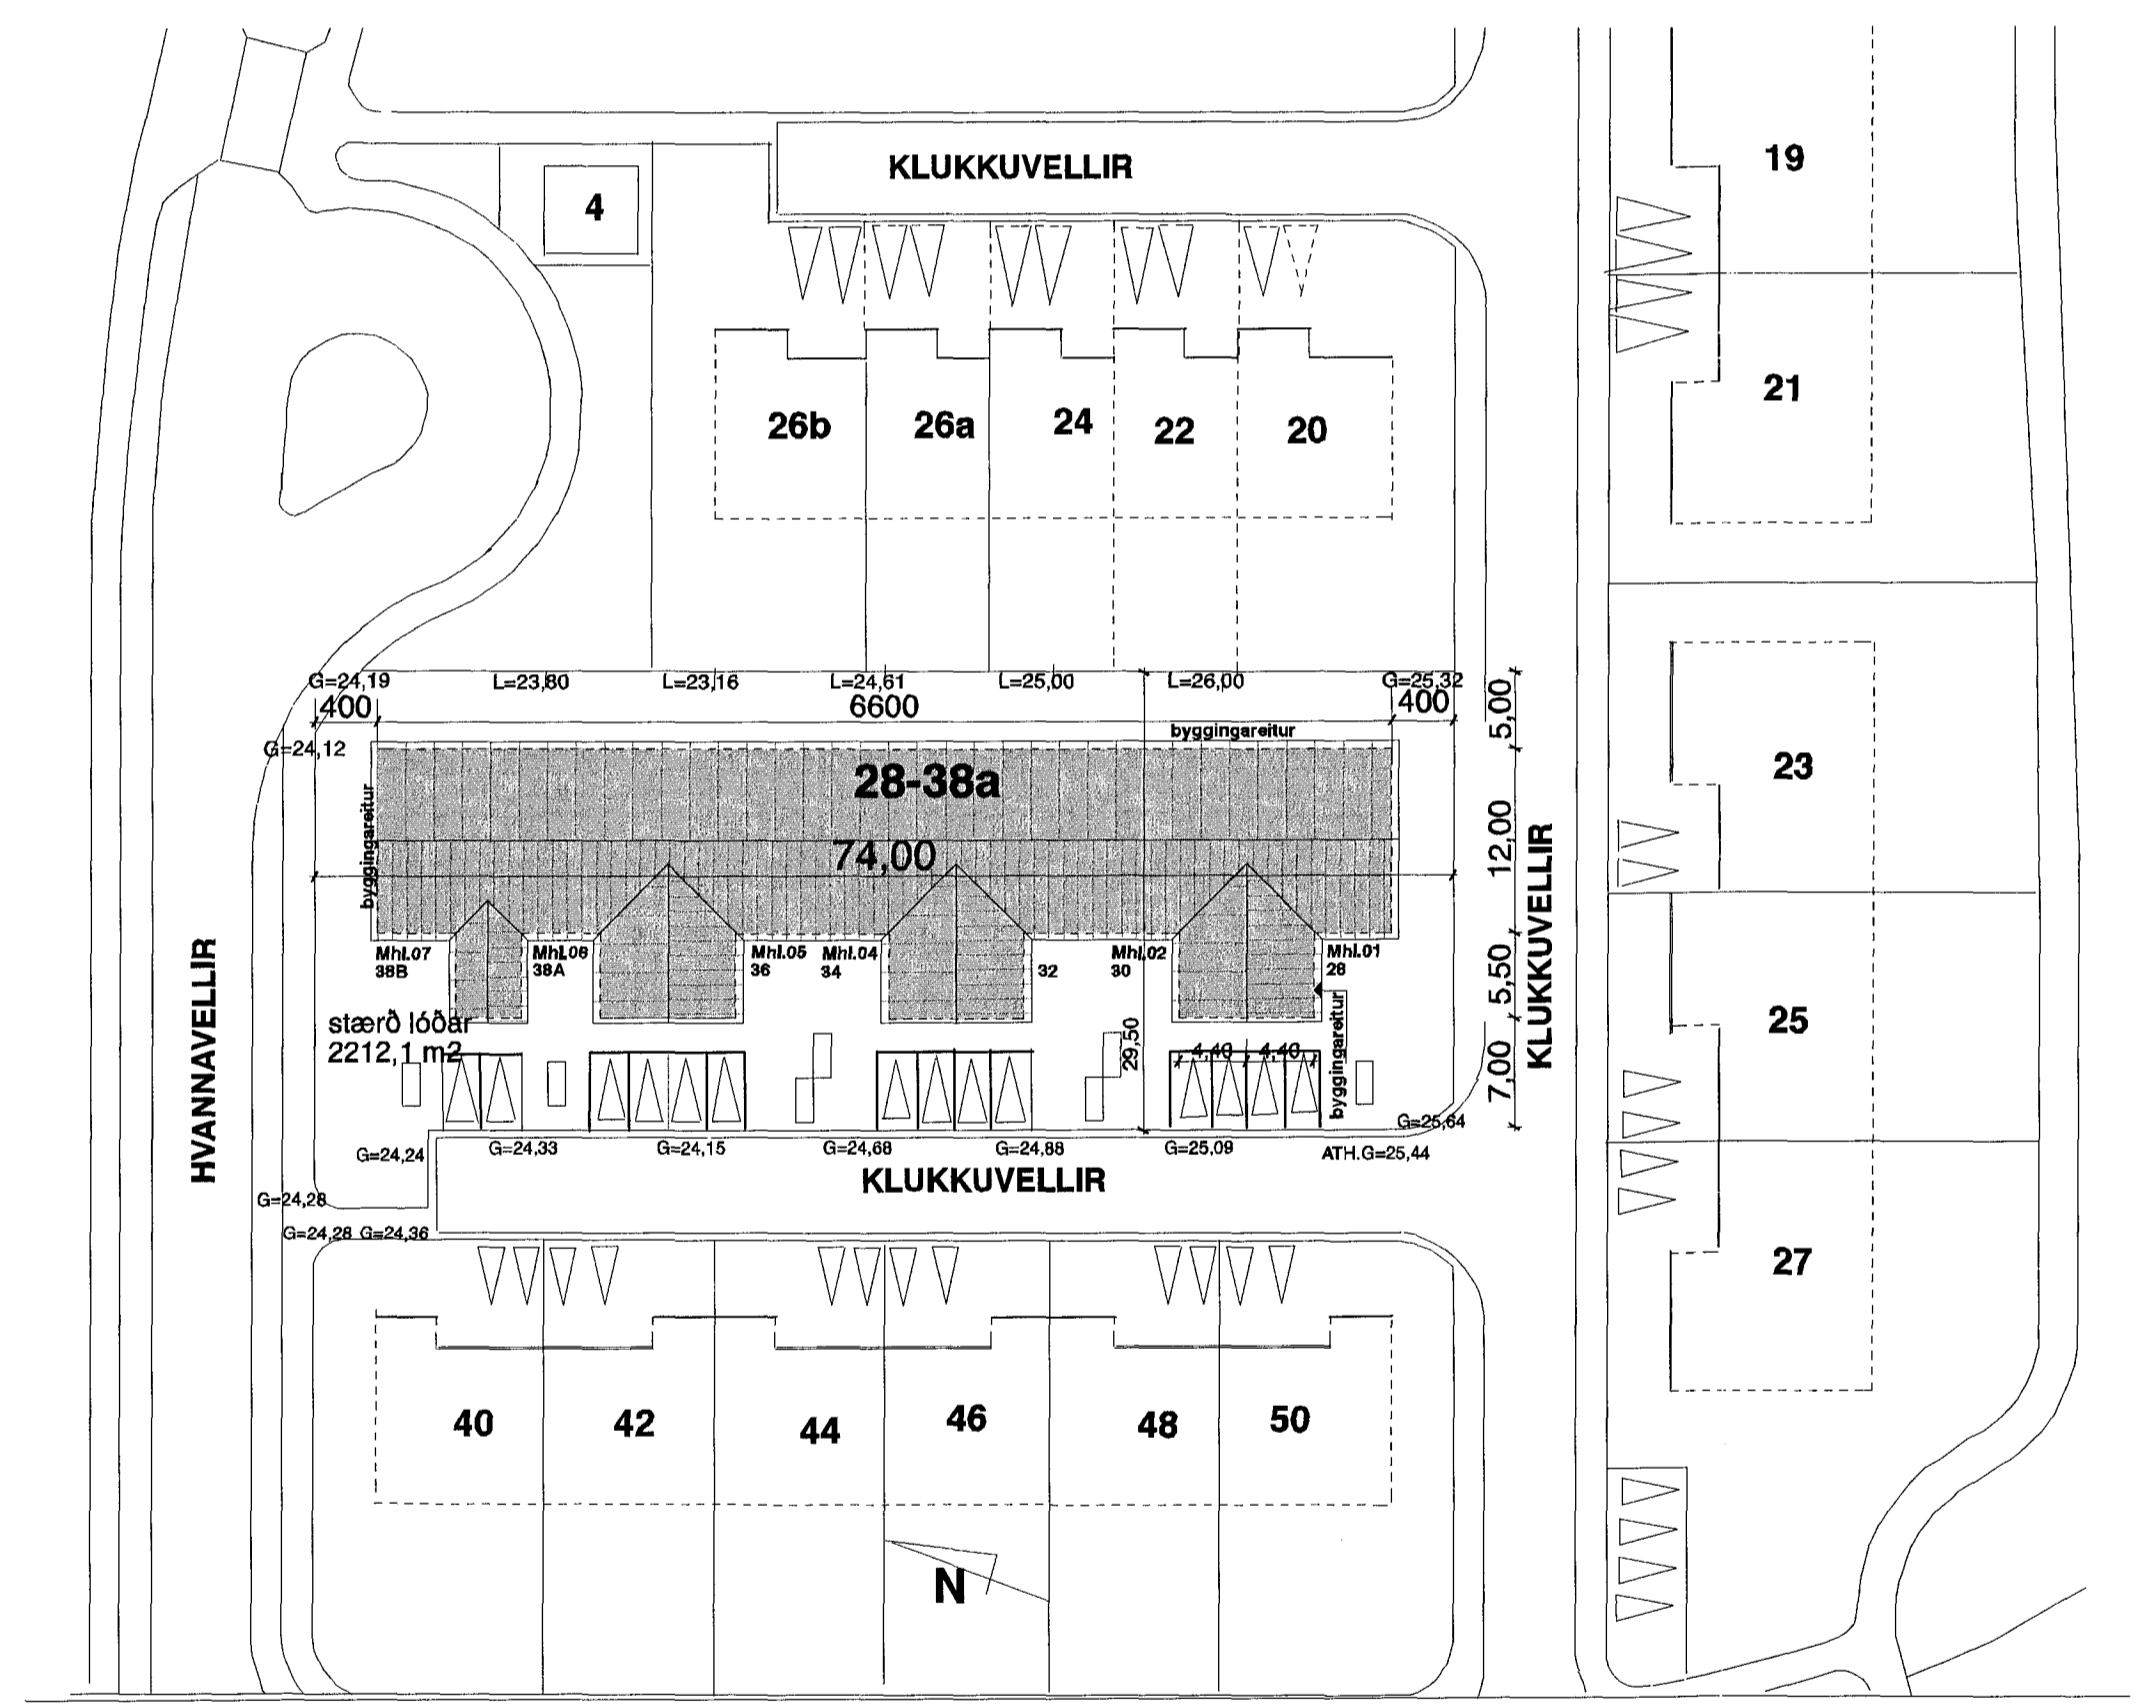 KLUKKUVELLIR
4
19
21
26b
26a
24
22
20
G=24,19
L=23,80
L=23,16
L=24,61
L=25,00
L=26,00
G=25,32
400
6600
400
5,00
G=24,12
byggingareitur
23
28-38a
byggingareitur
74,00
12,00
KLUKKUVELLIR
HVANNAVELLIR
Mhl.07
38B
Mhl.06
38A
Mhl.05
36
Mhl.04
34
32
Mhl.02
30
Mhl.01
28
5,50
25
stærð lóðar
2212,1 m2
29,50
4,40
4,40
byggingareitur
7,00
G=25,64
G=24,24
G=24,33
G=24,15
G=24,68
G=24,88
G=25,09
ATH.G=25,44
KLUKKUVELLIR
G=24,28
G=24,28
G=24,36
27
40
42
44
46
48
50
N